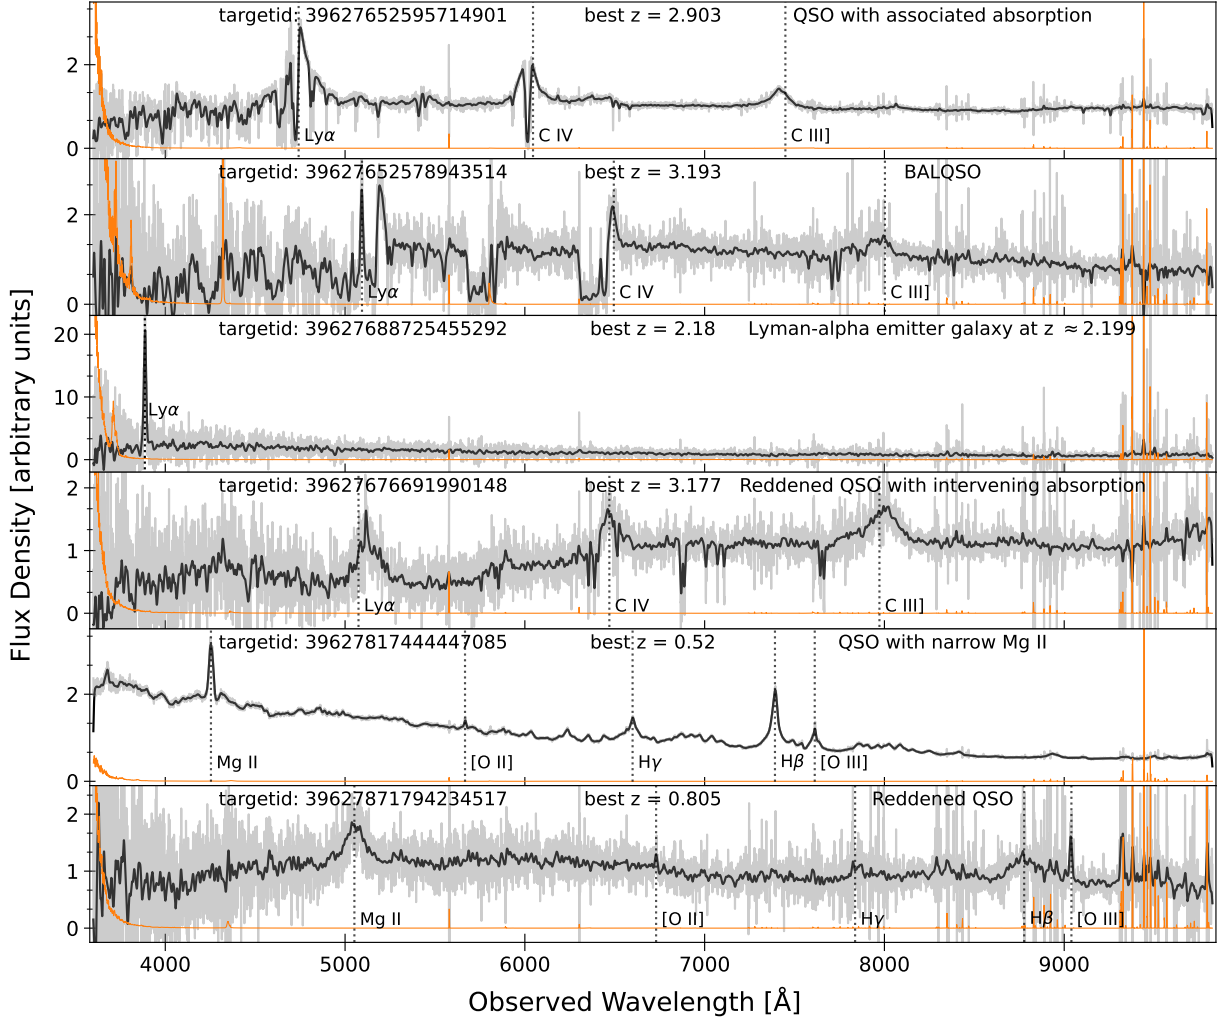 targetid: 39627652595714901 best z = 2.903 QSO with associated absorption
2
Lyα C IV C III]
0
targetid: 39627652578943514 best z = 3.193 BALQSO
2
Lyα C IV C III]
0
targetid: 39627688725455292 best z = 2.18 Lyman-alpha emitter galaxy at z ≈2.199
20
10
Lyα
0
targetid: 39627676691990148 best z = 3.177 Reddened QSO with intervening absorption
2
1
Lyα C IV C III]
0
targetid: 39627817444447085 best z = 0.52 QSO with narrow Mg II
2
Mg II [O II] Hγ Hβ [O III]
0
targetid: 39627871794234517 best z = 0.805 Reddened QSO
2
1
Mg II [O II] Hγ Hβ [O III]
0
4000 5000 6000 7000 8000 9000
Observed Wavelength [Å]
Flux Density [arbitrary units]